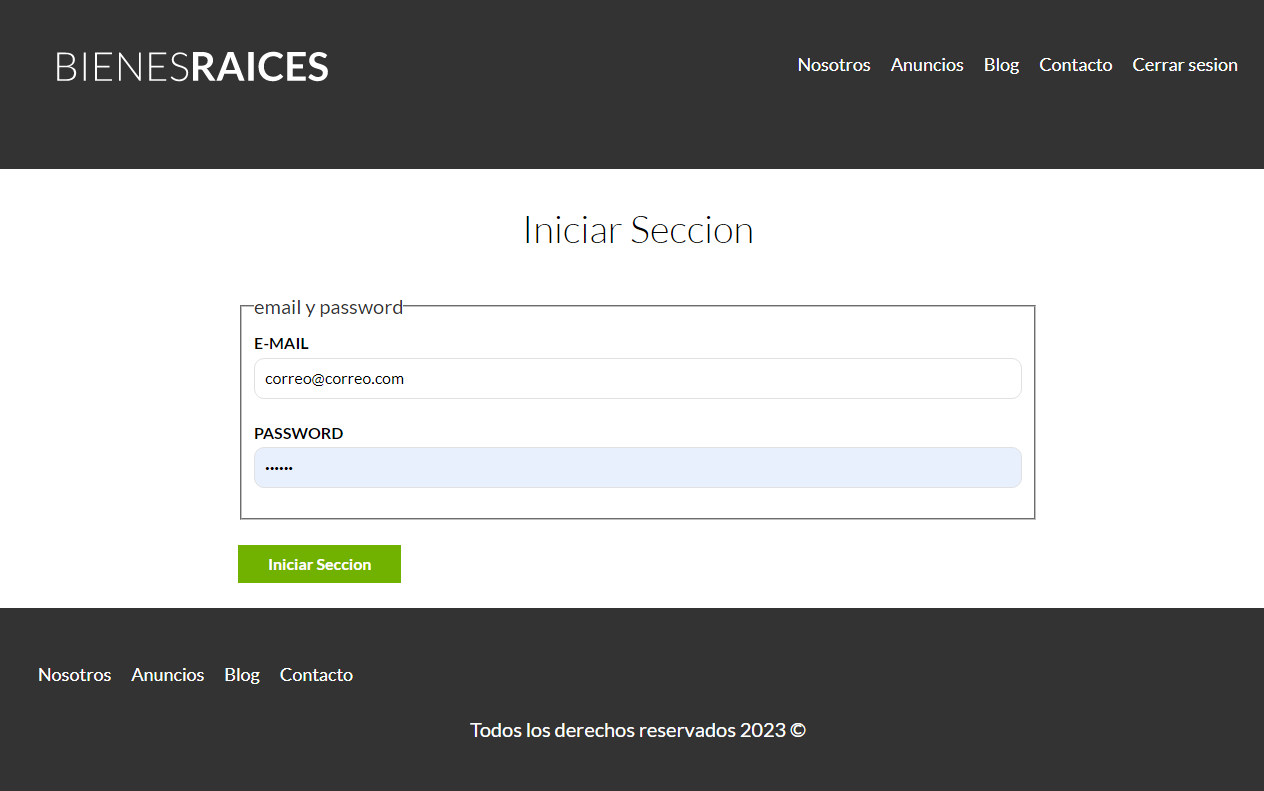 BIENESRAICES
Nosotros Anuncios Blog Contacto Cerrar sesion
Iniciar Seccion
email y password
E-MAIL
correo@correo.com
PASSWORD
••••••
Iniciar Seccion
Nosotros Anuncios Blog Contacto
Todos los derechos reservados 2023 ©